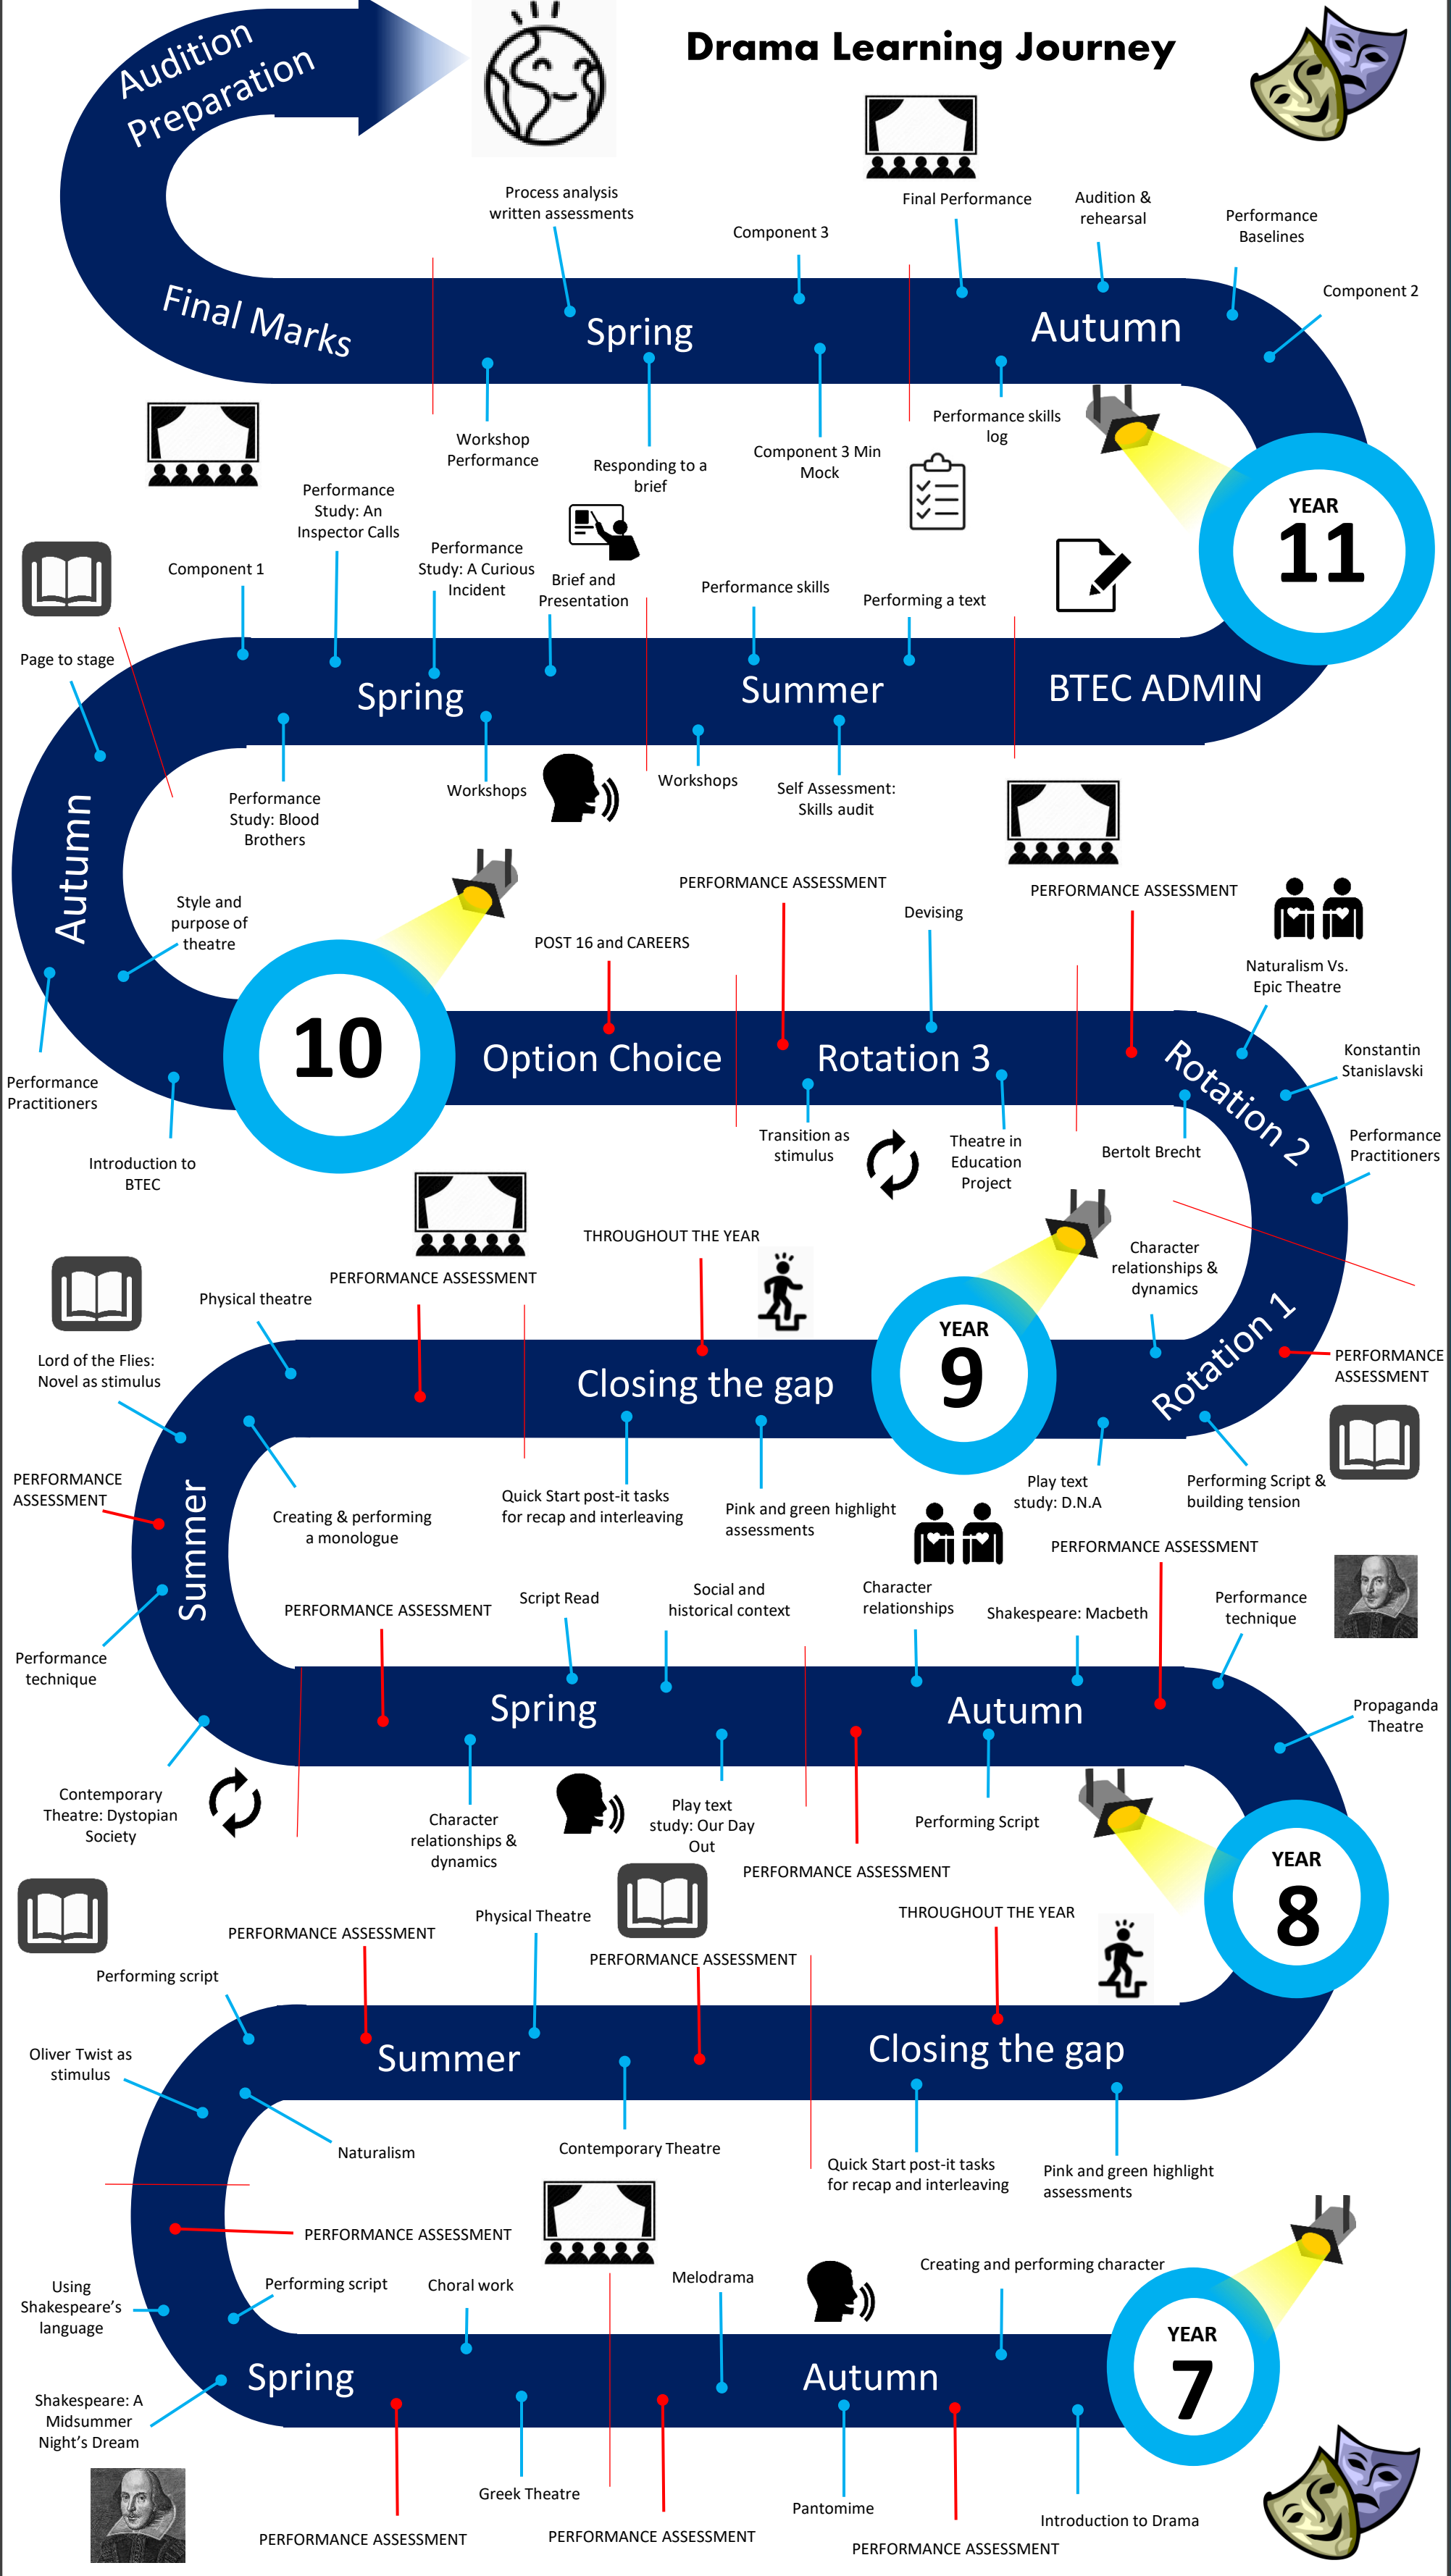 Drama Learning Journey
Audition
Preparation
Process analysis
written assessments
Component 3
Final Performance
Audition &
rehearsal
Performance
Baselines
Component 2
Final Marks
Spring
Autumn
Workshop
Performance
Responding to a
brief
Component 3 Min
Mock
Performance skills
log
YEAR
11
Performance
Study: An
Inspector Calls
Component 1
Performance
Study: A Curious
Incident
Brief and
Presentation
Performance skills
Performing a text
Page to stage
Spring
Summer
BTEC ADMIN
Performance
Study: Blood
Brothers
Workshops
Workshops
Self Assessment:
Skills audit
Autumn
Style and
purpose of
theatre
Performance
Practitioners
Introduction to
BTEC
10
POST 16 and CAREERS
PERFORMANCE ASSESSMENT
Devising
PERFORMANCE ASSESSMENT
Naturalism Vs.
Epic Theatre
Konstantin
Stanislavski
Option Choice
Rotation 3
Rotation 2
Transition as
stimulus
Theatre in
Education
Project
Bertolt Brecht
Performance
Practitioners
THROUGHOUT THE YEAR
PERFORMANCE ASSESSMENT
Physical theatre
Character
relationships &
dynamics
Lord of the Flies:
Novel as stimulus
Closing the gap
YEAR
9
Rotation 1
PERFORMANCE
ASSESSMENT
PERFORMANCE
ASSESSMENT
Creating & performing
a monologue
Quick Start post-it tasks
for recap and interleaving
Pink and green highlight
assessments
Play text
study: D.N.A
Performing Script &
building tension
Summer
PERFORMANCE ASSESSMENT
PERFORMANCE ASSESSMENT
Script Read
Social and
historical context
Character
relationships
Shakespeare: Macbeth
Performance
technique
Performance
technique
Spring
Autumn
Propaganda
Theatre
Contemporary
Theatre: Dystopian
Society
Character
relationships &
dynamics
Play text
study: Our Day
Out
Performing Script
PERFORMANCE ASSESSMENT
YEAR
8
PERFORMANCE ASSESSMENT
Physical Theatre
PERFORMANCE ASSESSMENT
THROUGHOUT THE YEAR
Performing script
Oliver Twist as
stimulus
Summer
Closing the gap
Naturalism
Contemporary Theatre
Quick Start post-it tasks
for recap and interleaving
Pink and green highlight
assessments
PERFORMANCE ASSESSMENT
Using
Shakespeare's
language
Performing script
Choral work
Melodrama
Creating and performing character
Spring
Autumn
YEAR
7
Shakespeare: A
Midsummer
Night's Dream
Greek Theatre
Pantomime
Introduction to Drama
PERFORMANCE ASSESSMENT
PERFORMANCE ASSESSMENT
PERFORMANCE ASSESSMENT